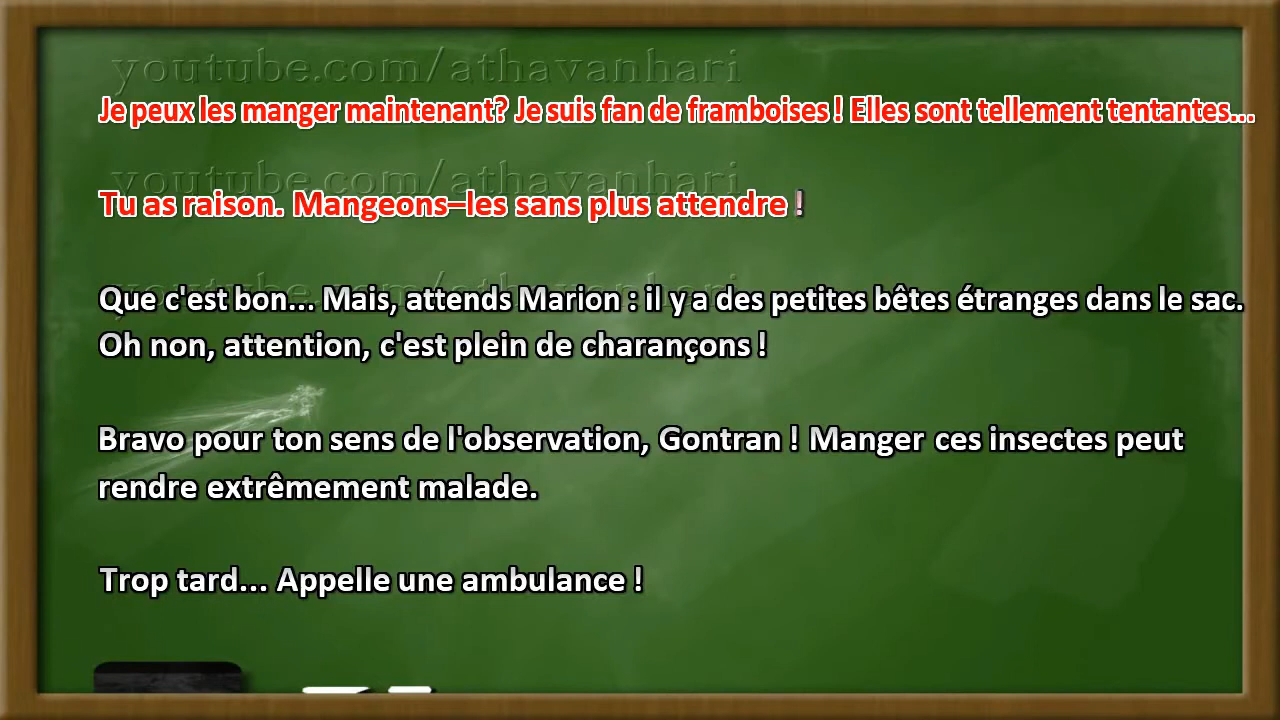 youtube.com/athavanhari
Je peux les manger maintenant? Je suis fan de framboises ! Elles sont tellement tentantes...
youtube.com/athavanhari
Tu as raison. Mangeons–les sans plus attendre !
youtube.com/athavanhari
Que c'est bon... Mais, attends Marion : il y a des petites bêtes étranges dans le sac.
Oh non, attention, c'est plein de charançons !
Bravo pour ton sens de l'observation, Gontran ! Manger ces insectes peut
rendre extrêmement malade.
Trop tard... Appelle une ambulance !